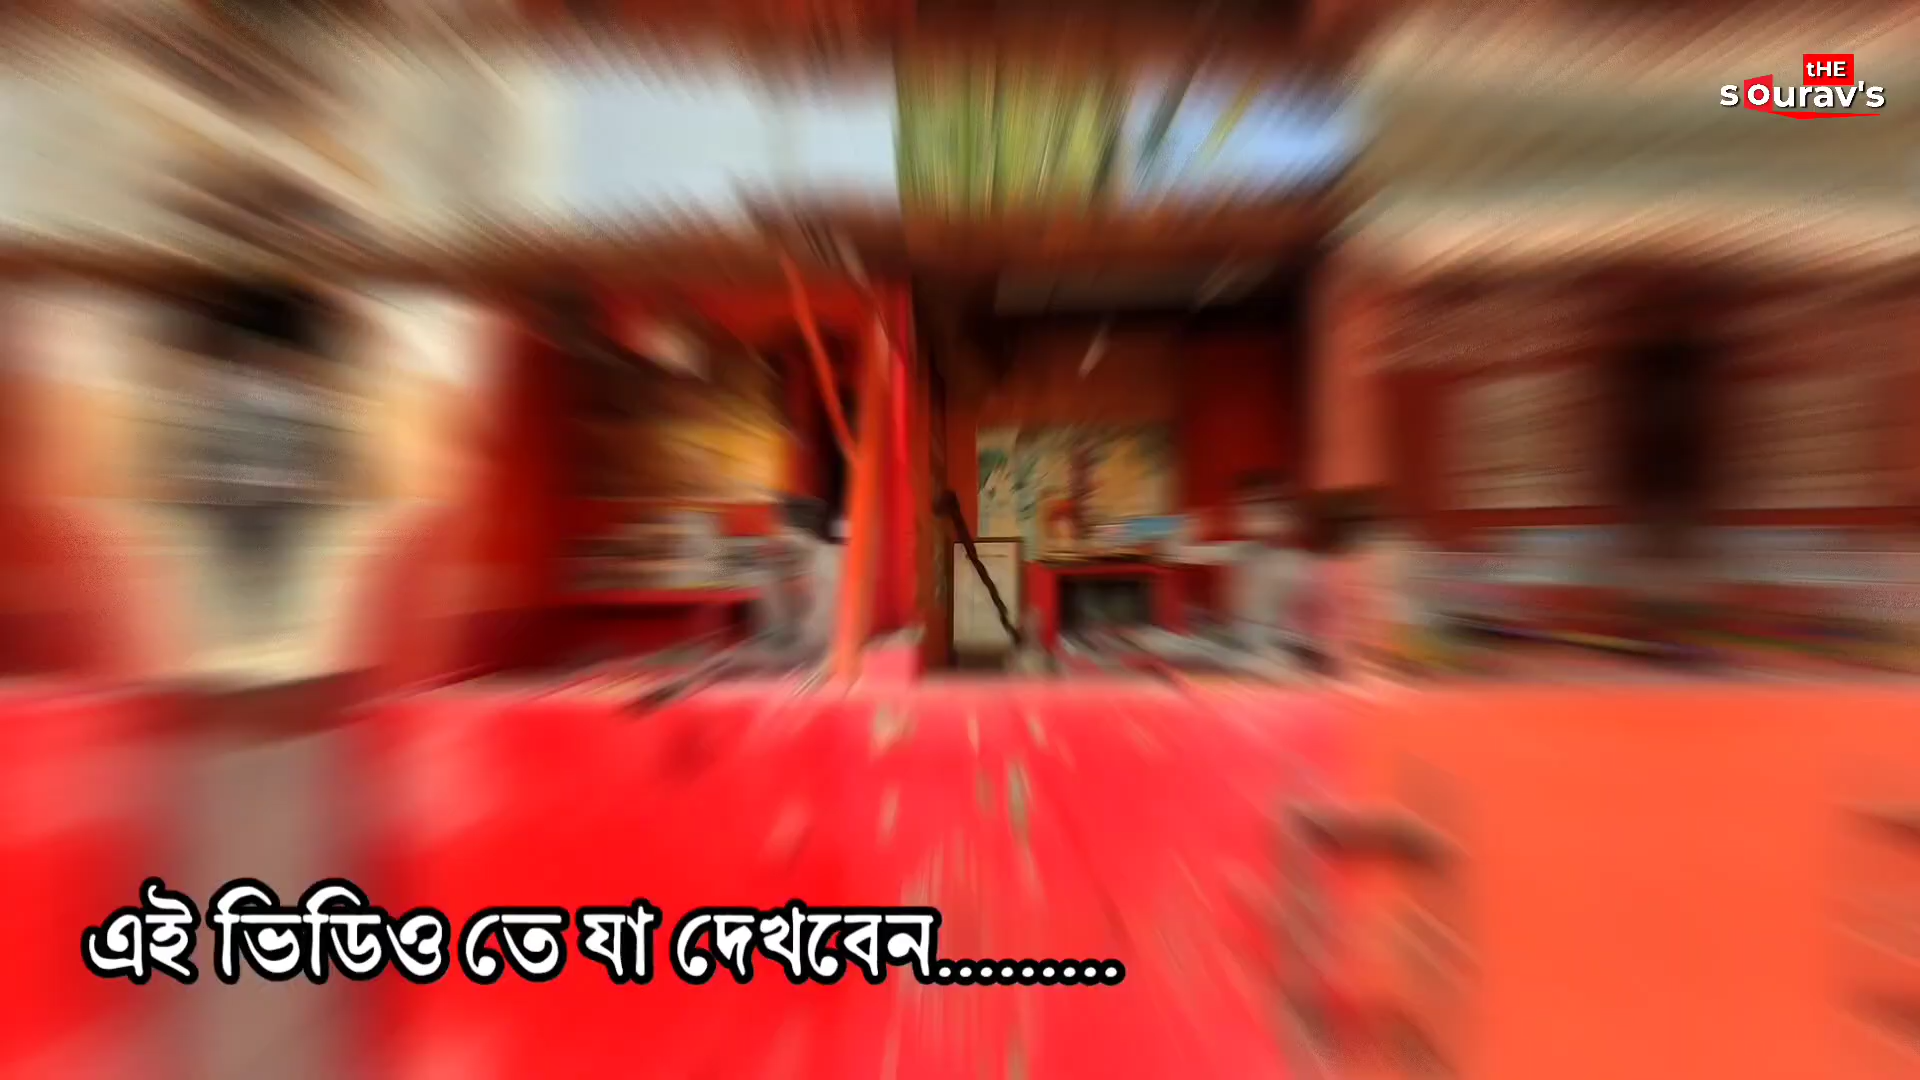 tHE
sourav's
এই ভিডিও তে যা দেখবেন.........